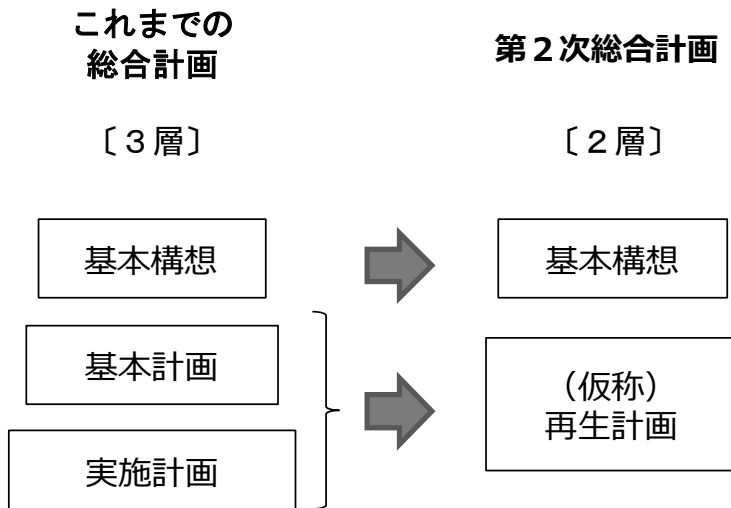 これまでの
総合計画
〔３層〕
基本構想
基本計画
実施計画
第２次総合計画
〔２層〕
基本構想
（仮称）
再生計画